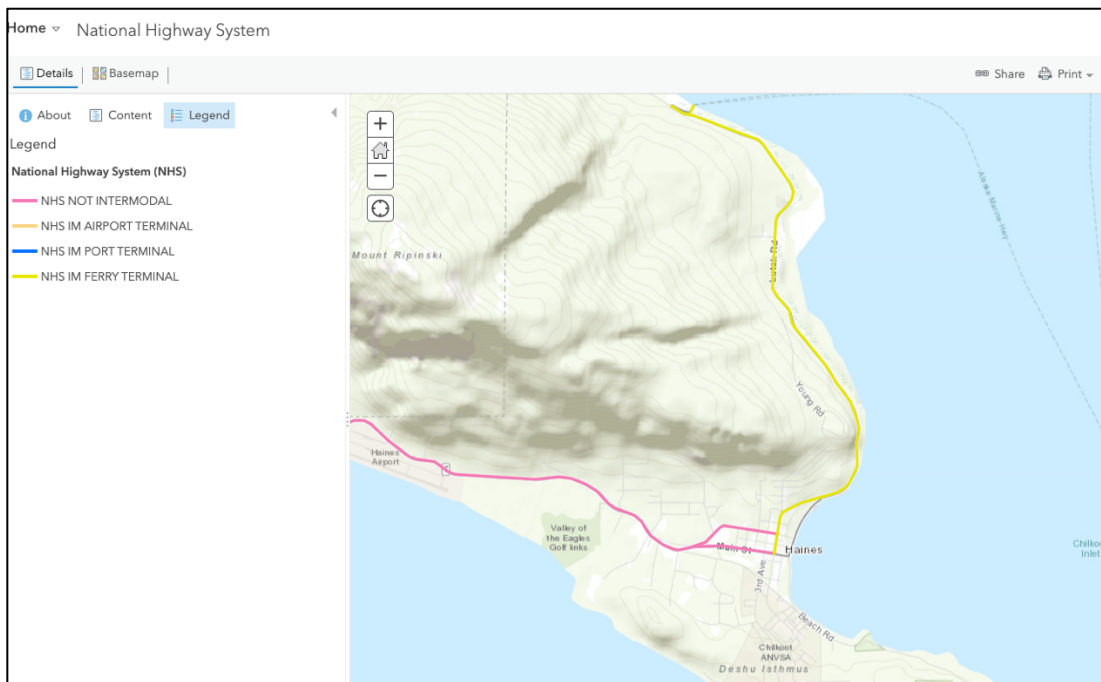 Home National Highway System
Details Basemap Share Print
About Content Legend
Legend
National Highway System (NHS)
NHS NOT INTERMODAL
NHS IM AIRPORT TERMINAL
NHS IM PORT TERMINAL
NHS IM FERRY TERMINAL
Alaska Marine Hwy
Mount Ripinski
Lutak Rd
Young Rd
Haines
Airport
7
Valley of
the Eagles
Golf links
Main St
Haines
Chilkoot
Inlet
3rd Ave
Beach Rd
Chilkoot
ANVSA
Deshu Isthmus